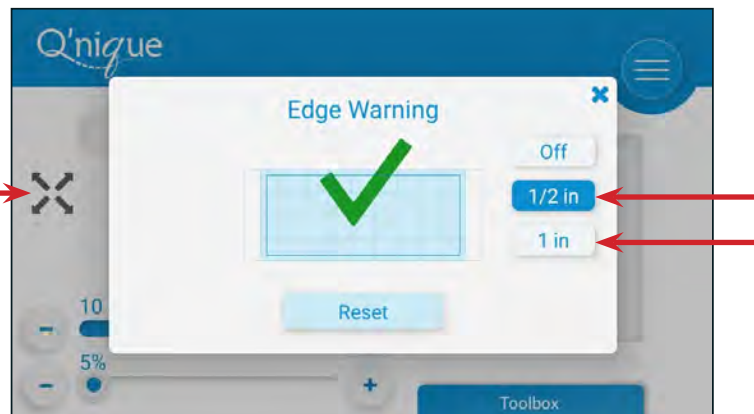 Q'nique
Edge Warning
Off
1/2 in
1 in
Reset
10
5%
Toolbox